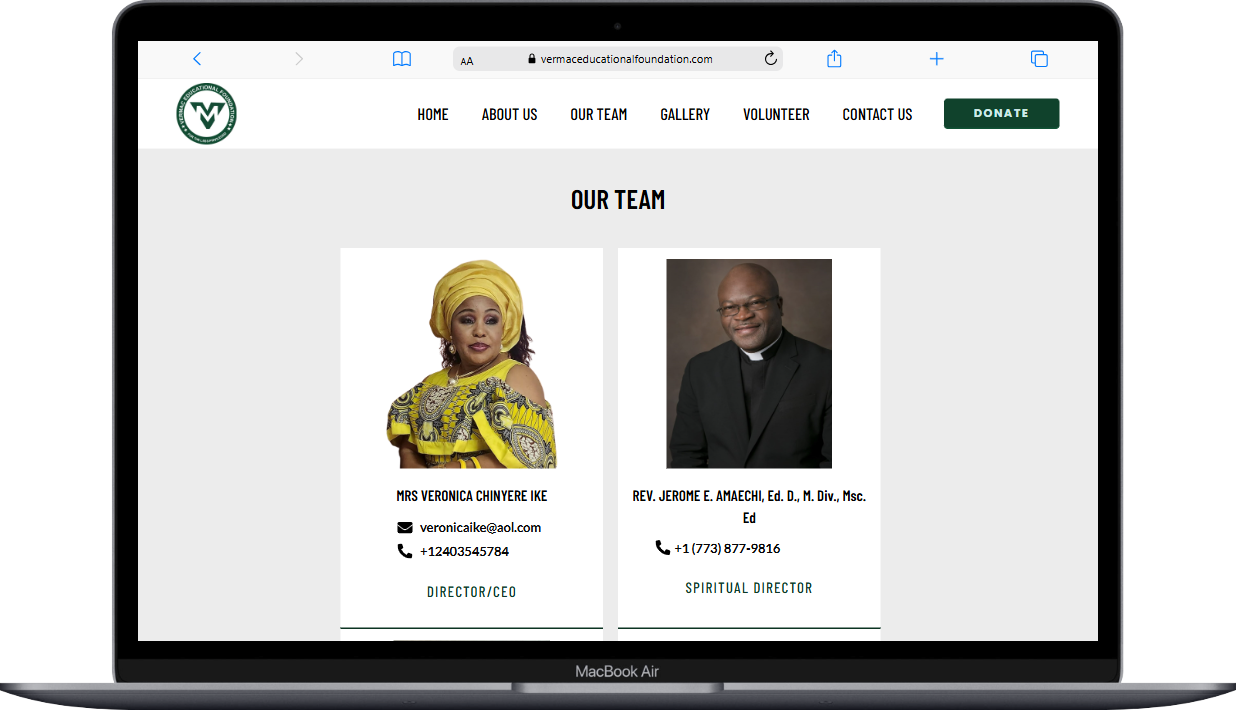 AA
vermaceducationalfoundation.com
VERMAC EDUCATIONAL FOUNDATION
HOME
ABOUT US
OUR TEAM
GALLERY
VOLUNTEER
CONTACT US
DONATE
OUR TEAM
MRS VERONICA CHINYERE IKE
veronicaike@aol.com
+12403545784
DIRECTOR/CEO
REV. JEROME E. AMAECHI, Ed. D., M. Div., Msc.
Ed
+1 (773) 877-9816
SPIRITUAL DIRECTOR
MacBook Air